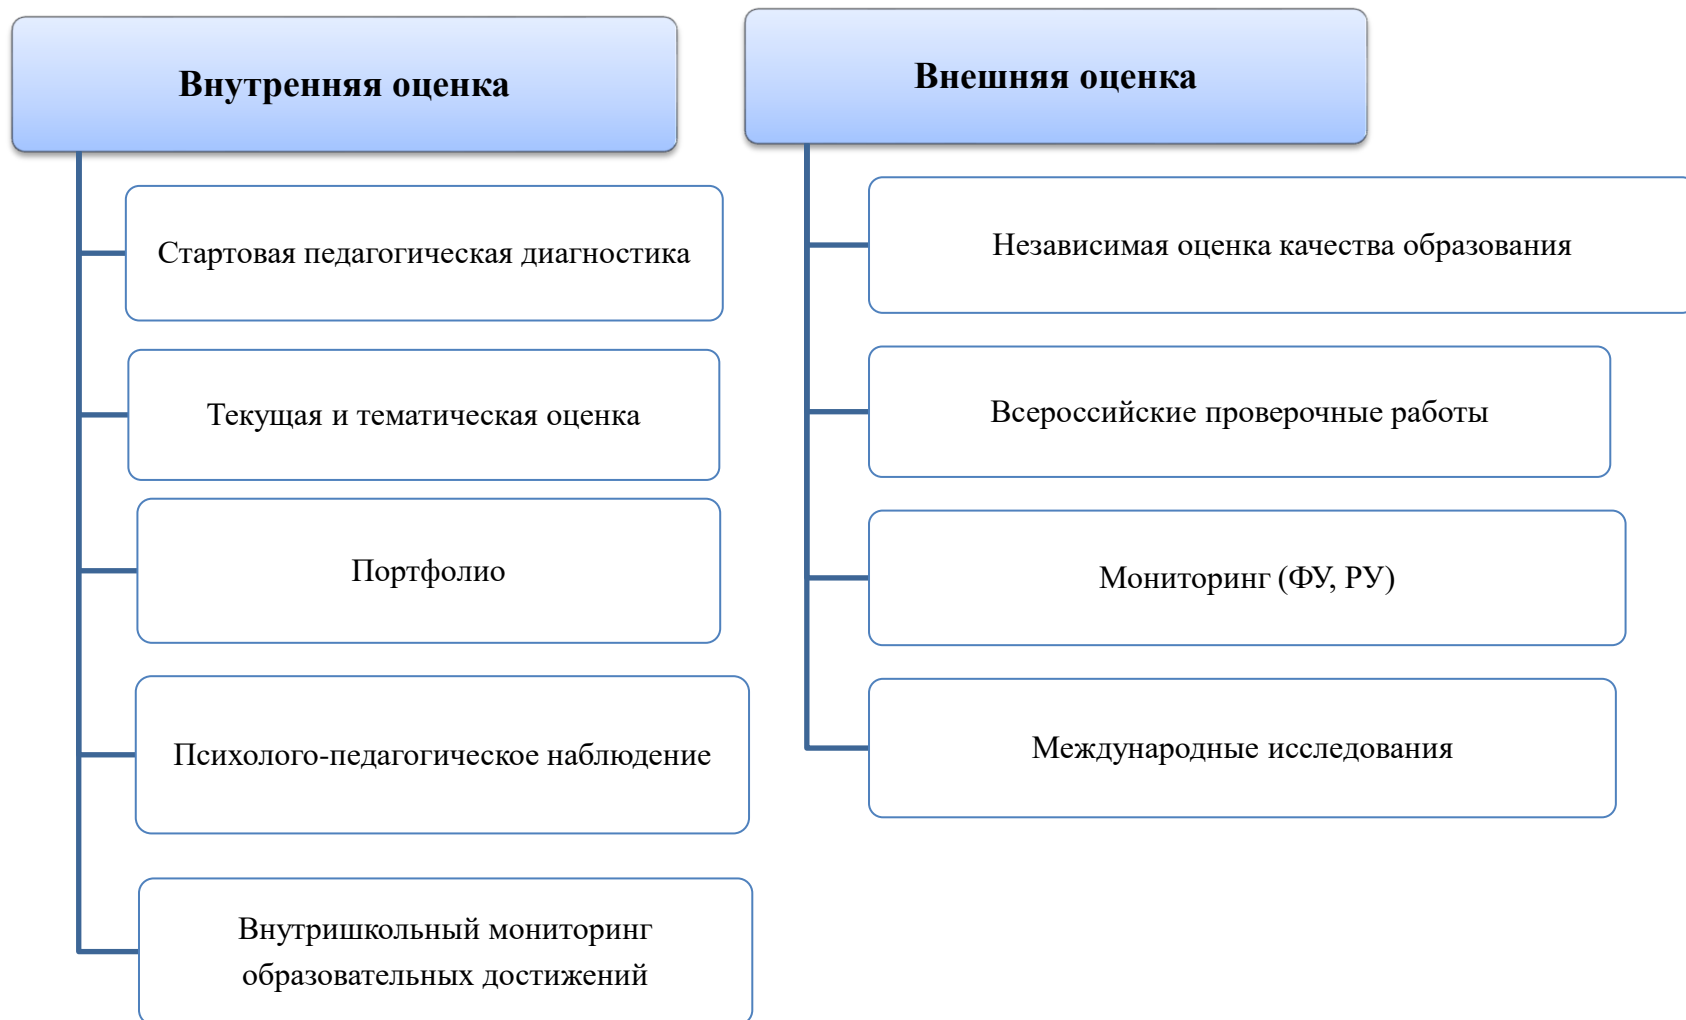 Внутренняя оценка
Стартовая педагогическая диагностика
Текущая и тематическая оценка
Портфолио
Психолого-педагогическое наблюдение
Внутришкольный мониторинг
образовательных достижений
Внешняя оценка
Независимая оценка качества образования
Всероссийские проверочные работы
Мониторинг (ФУ, РУ)
Международные исследования